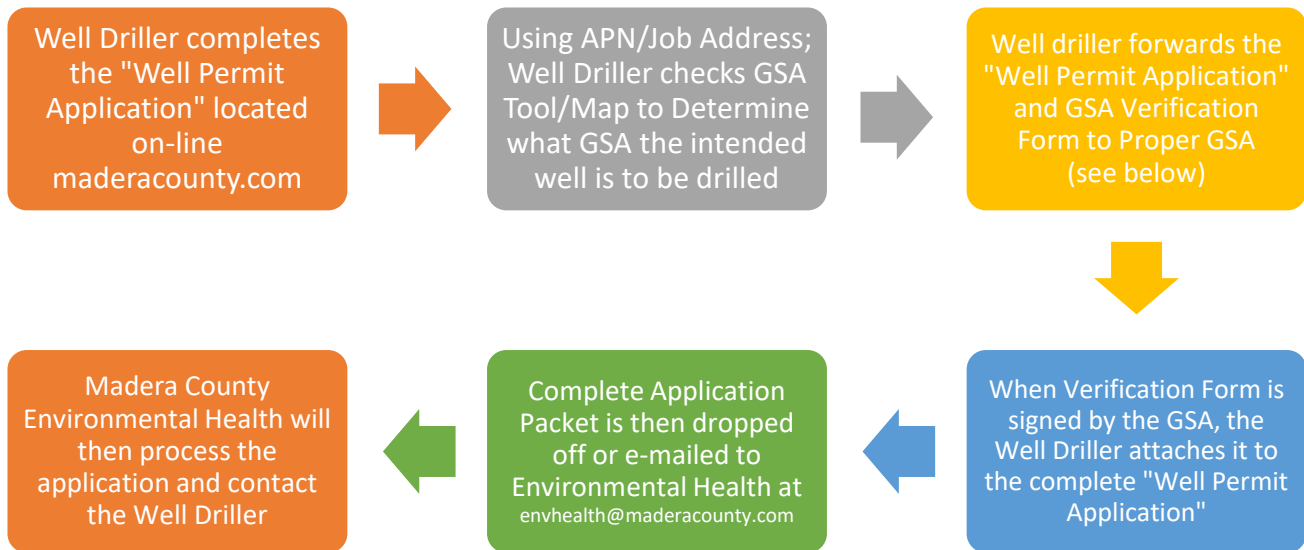 Well Driller completes
the "Well Permit
Application" located
on-line
maderacounty.com
Using APN/Job Address;
Well Driller checks GSA
Tool/Map to Determine
what GSA the intended
well is to be drilled
Well driller forwards the
"Well Permit Application"
and GSA Verification
Form to Proper GSA
(see below)
When Verification Form is
signed by the GSA, the
Well Driller attaches it to
the complete "Well Permit
Application"
Complete Application
Packet is then dropped
off or e-mailed to
Environmental Health at
envhealth@maderacounty.com
Madera County
Environmental Health will
then process the
application and contact
the Well Driller